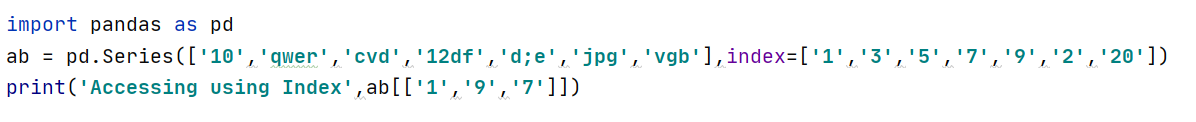 import pandas as pd
ab = pd.Series(['10','qwer','cvd','12df','d;e','jpg','vgb'],index=['1','3','5','7','9','2','20'])
print('Accessing using Index',ab[['1','9','7']])